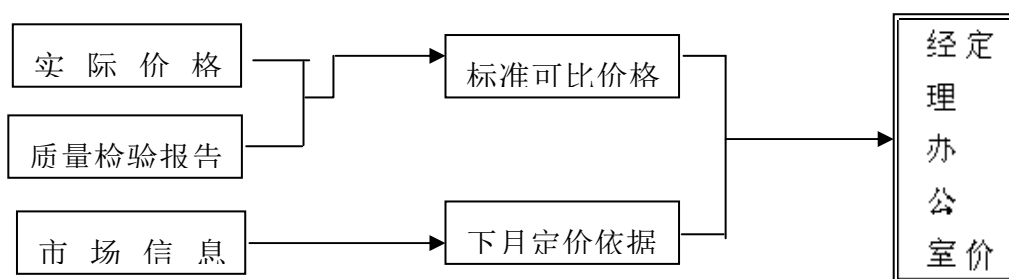 实际价格
标准可比价格
质量检验报告
市场信息
下月定价依据
经定
理
办
公
室价